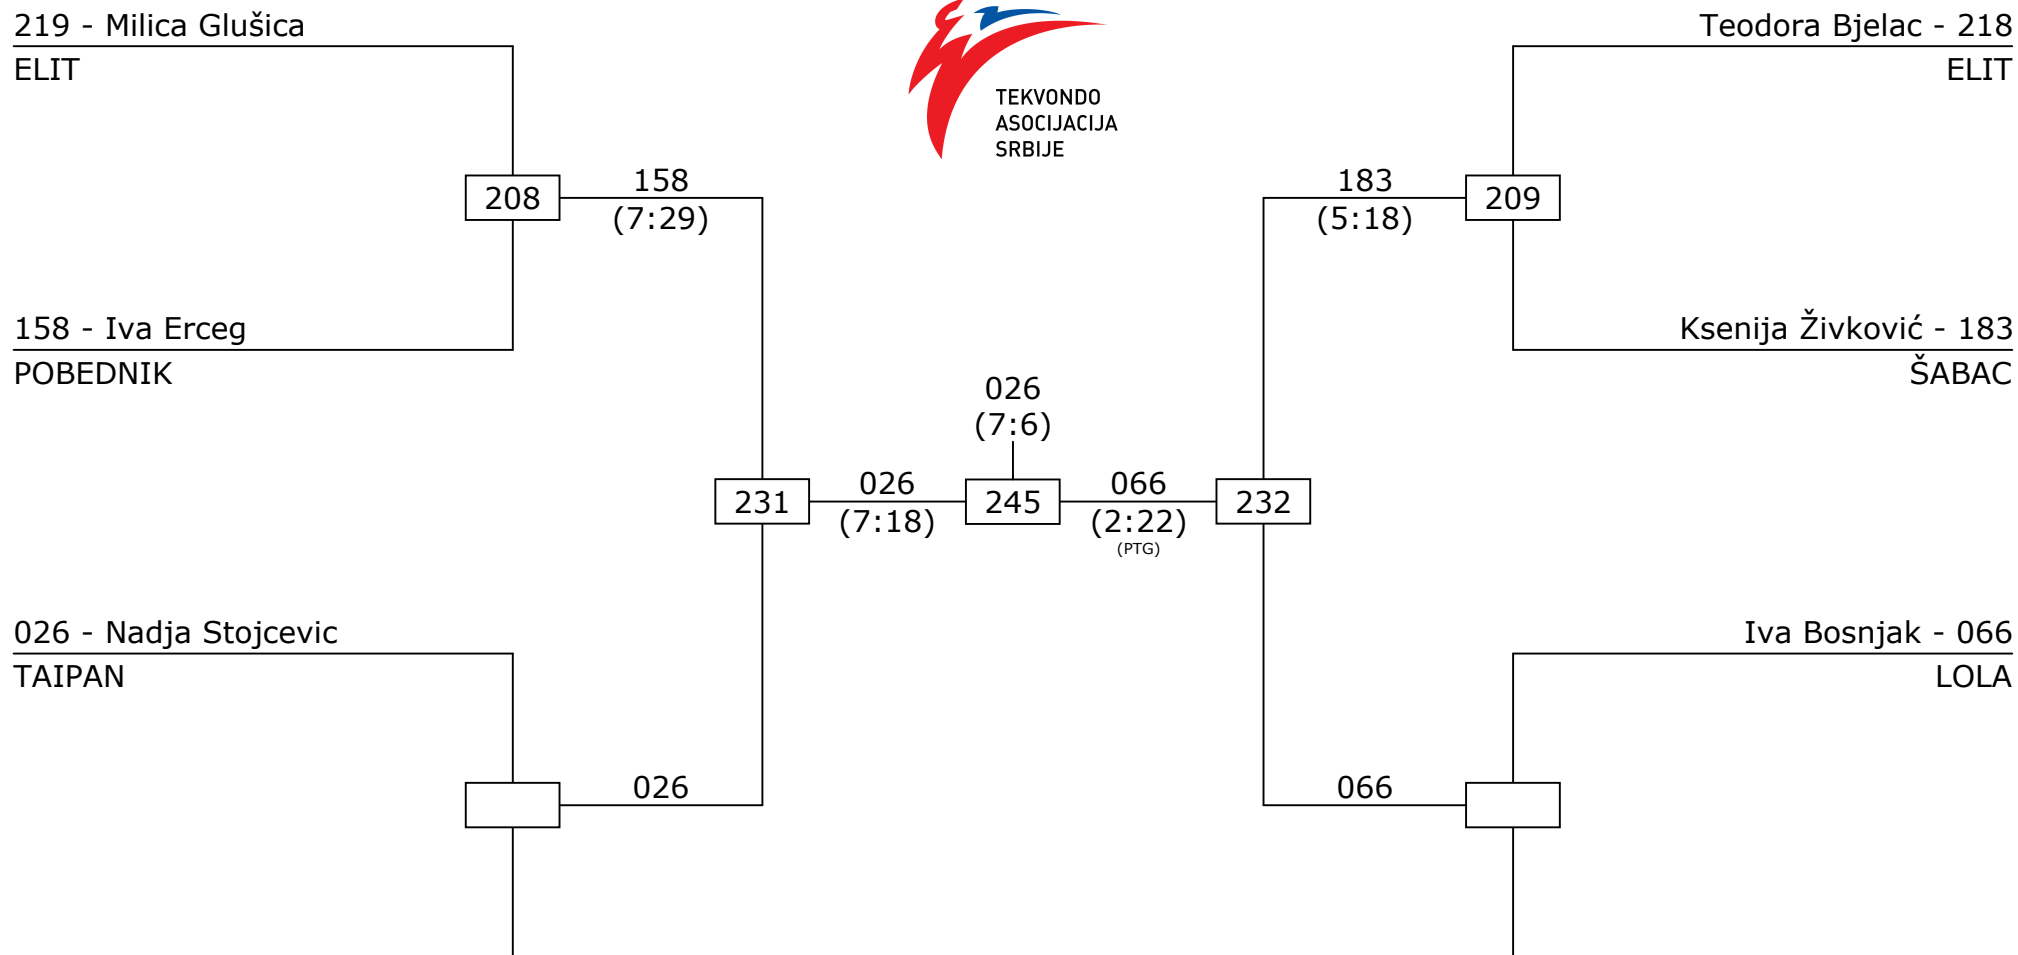 219 - Milica Glušica
ELIT
TEKVONDO
ASOCIJACIJA
SRBIJE
Teodora Bjelac - 218
ELIT
208
158
(7:29)
183
(5:18)
209
158 - Iva Erceg
POBEDNIK
Ksenija Živković - 183
ŠABAC
026
(7:6)
231
026
(7:18)
245
066
(2:22)
(PTG)
232
026 - Nadja Stojcevic
TAIPAN
Iva Bosnjak - 066
LOLA
026
066